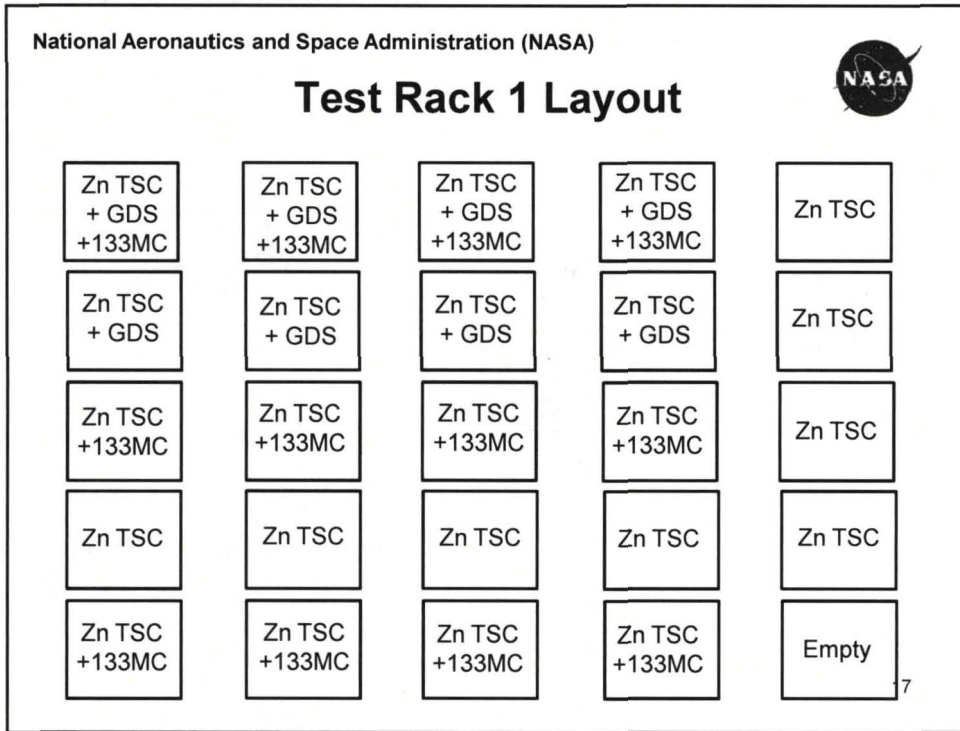 National Aeronautics and Space Administration (NASA)
NASA
Test Rack 1 Layout
Zn TSC
+ GDS
+133MC
Zn TSC
+ GDS
+133MC
Zn TSC
+ GDS
+133MC
Zn TSC
+ GDS
+133MC
Zn TSC
Zn TSC
+ GDS
Zn TSC
+ GDS
Zn TSC
+ GDS
Zn TSC
+ GDS
Zn TSC
Zn TSC
+133MC
Zn TSC
+133MC
Zn TSC
+133MC
Zn TSC
+133MC
Zn TSC
Zn TSC
Zn TSC
Zn TSC
Zn TSC
Zn TSC
Zn TSC
+133MC
Zn TSC
+133MC
Zn TSC
+133MC
Zn TSC
+133MC
Empty
17